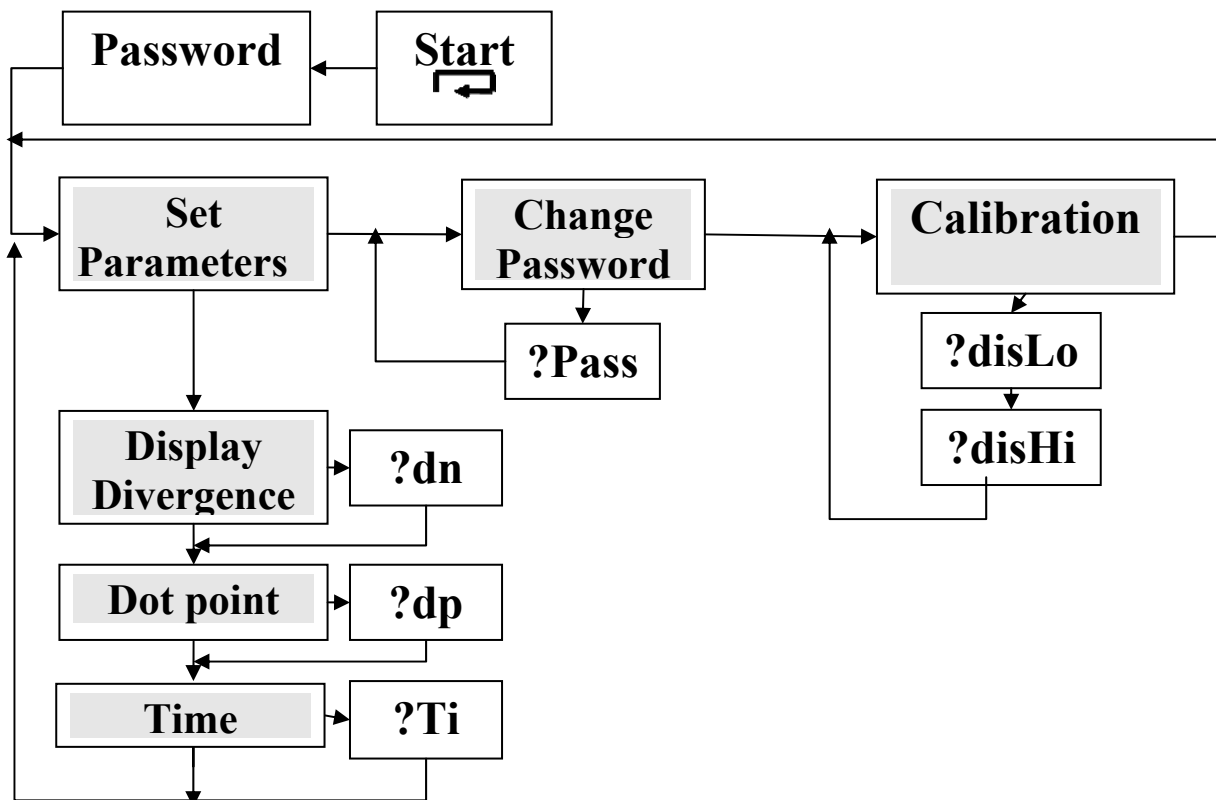 Password
Start
Set
Parameters
Change
Password
Calibration
?Pass
?disLo
?disHi
Display
Divergence
?dn
Dot point
?dp
Time
?Ti